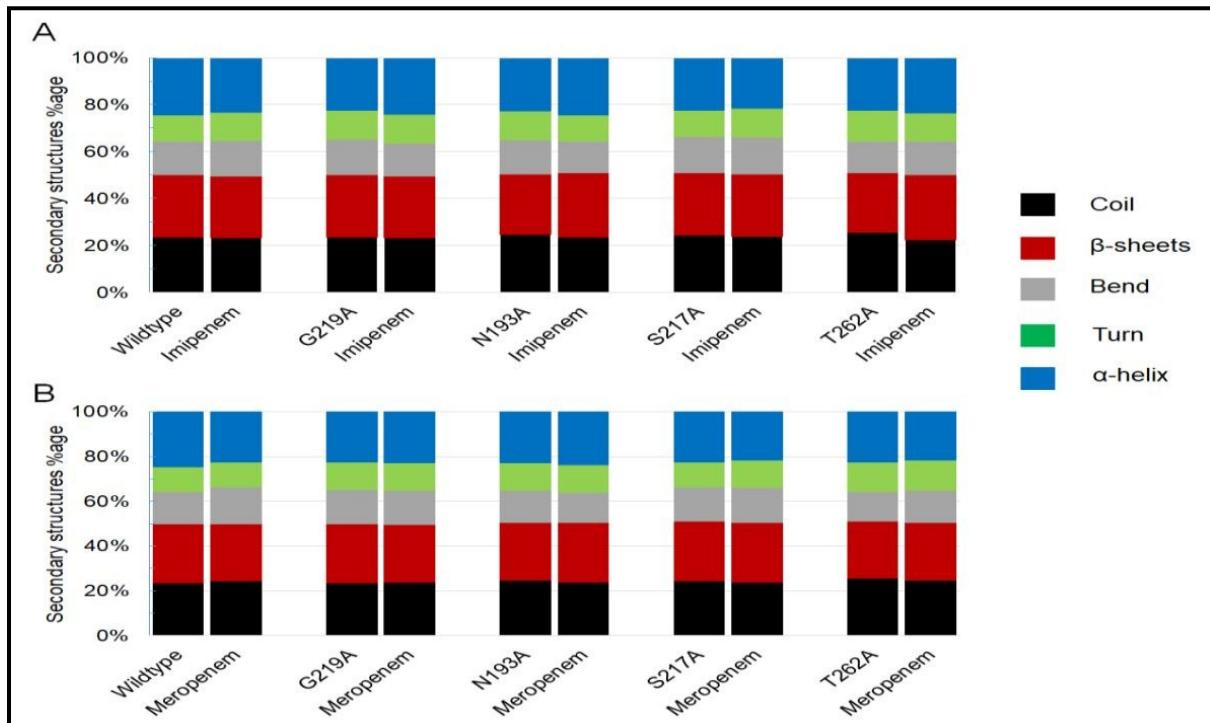 A
Secondary structures %age
100%
80%
60%
40%
20%
0%
Wildtype
Imipenem
G219A
Imipenem
N193A
Imipenem
S217A
Imipenem
T262A
Imipenem
Coil
β-sheets
Bend
Turn
α-helix
B
Secondary structures %age
100%
80%
60%
40%
20%
0%
Wildtype
Meropenem
G219A
Meropenem
N193A
Meropenem
S217A
Meropenem
T262A
Meropenem